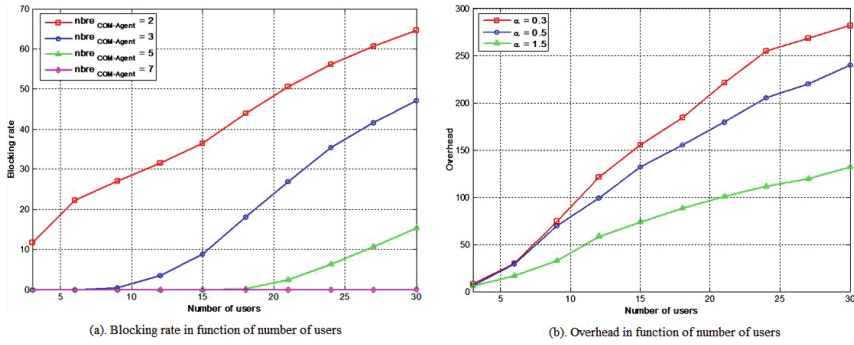 nbre COM-Agent = 2
nbre COM-Agent = 3
nbre COM-Agent = 5
nbre COM-Agent = 7
Blocking rate
70
60
50
40
30
20
10
0
5
10
15
20
25
30
Number of users
(a). Blocking rate in function of number of users
α = 0.3
α = 0.5
α = 1.5
Overhead
300
250
200
150
100
50
0
5
10
15
20
25
30
Number of users
(b). Overhead in function of number of users